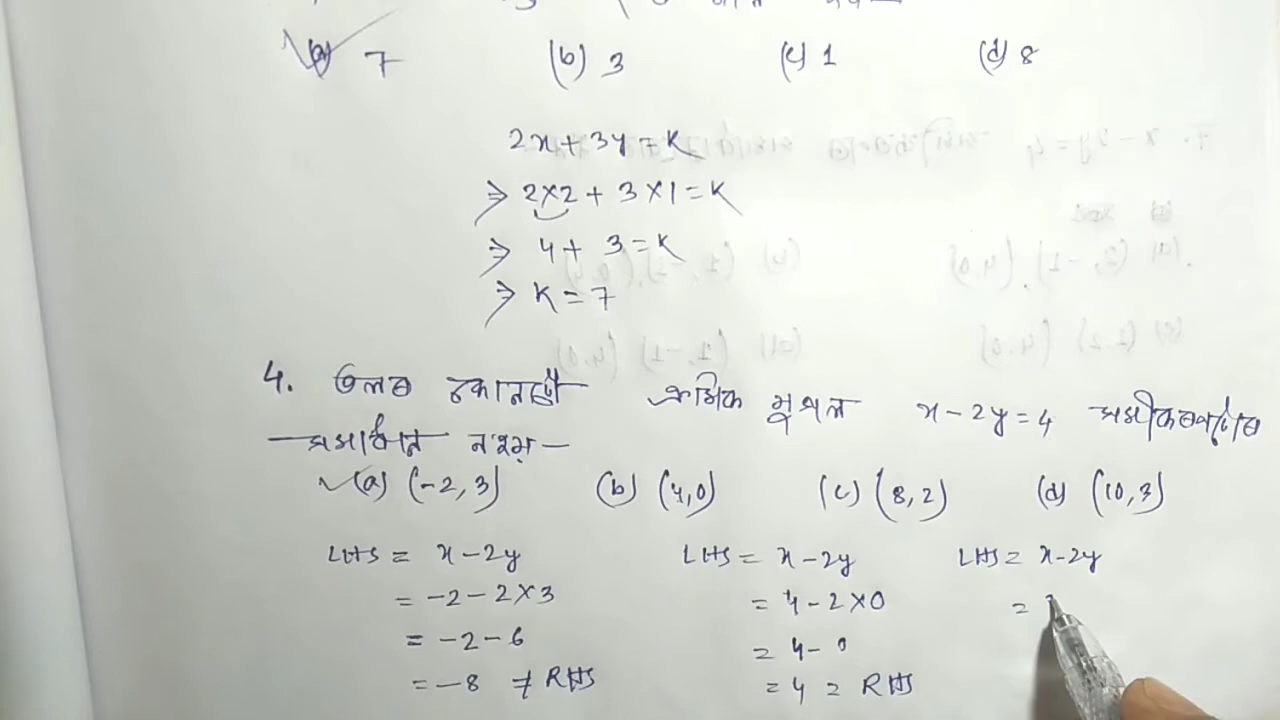 (a) 7 (b) 3 (c) 1 (d) 8
2x + 3y = K
⇒ 2×2 + 3×1 = K
⇒ 4 + 3 = K
⇒ K = 7
4. তলৰ কোনটো ক্ৰমিক যুগল x - 2y = 4 সমীকৰণটোৰ
সমাধান নহয় —
(a) (-2, 3) (b) (4, 0) (c) (8, 2) (d) (10, 3)
LHS = x - 2y LHS = x - 2y LHS = x - 2y
= -2 - 2×3 = 4 - 2×0 =
= -2 - 6 = 4 - 0
= -8 ≠ RHS = 4 = RHS